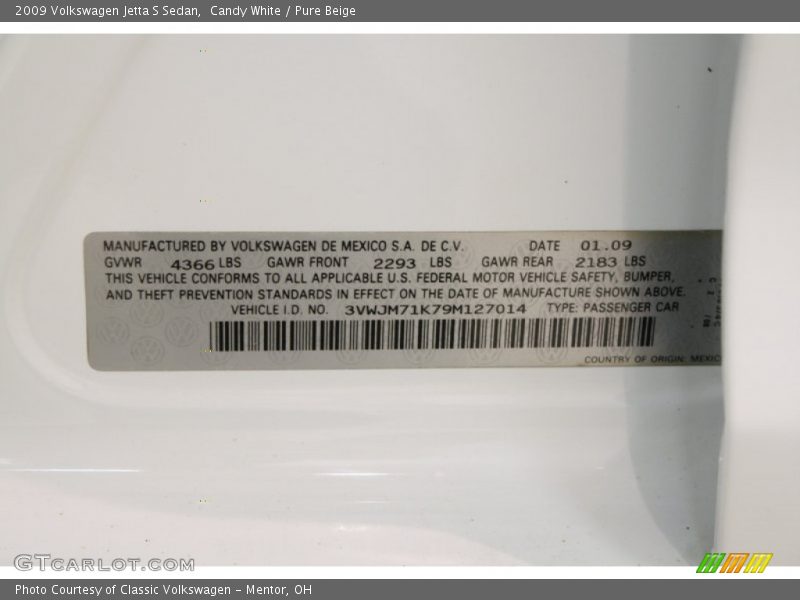 2009 Volkswagen Jetta S Sedan,  Candy White / Pure Beige
MANUFACTURED BY VOLKSWAGEN DE MEXICO S.A. DE C.V. DATE 01.09
GVWR 4366 LBS GAWR FRONT 2293 LBS GAWR REAR 2183 LBS
THIS VEHICLE CONFORMS TO ALL APPLICABLE U.S. FEDERAL MOTOR VEHICLE SAFETY, BUMPER,
AND THEFT PREVENTION STANDARDS IN EFFECT ON THE DATE OF MANUFACTURE SHOWN ABOVE.
VEHICLE I.D. NO. 3VWJM71K79M127014 TYPE: PASSENGER CAR
COUNTRY OF ORIGIN: MEXIC
GTCARLOT.COM
Photo Courtesy of Classic Volkswagen - Mentor, OH